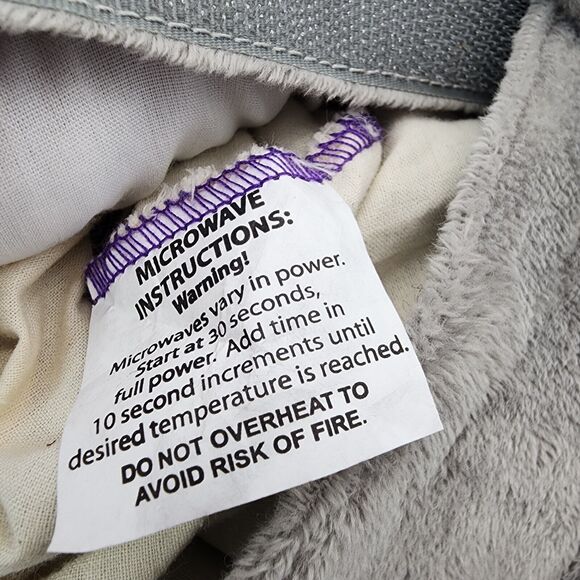 MICROWAVE
INSTRUCTIONS:
Warning!
Microwaves vary in power.
Start at 30 seconds,
full power. Add time in
10 second increments until
desired temperature is reached.
DO NOT OVERHEAT TO
AVOID RISK OF FIRE.